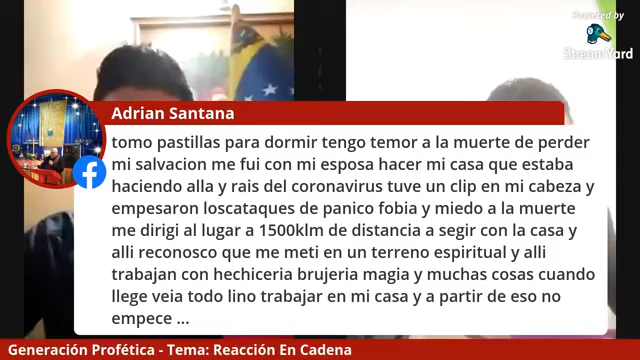 Powered by
StreamYard
Adrian Santana
tomo pastillas para dormir tengo temor a la muerte de perder
mi salvacion me fui con mi esposa hacer mi casa que estaba
haciendo alla y rais del coronavirus tuve un clip en mi cabeza y
empesaron loscataques de panico fobia y miedo a la muerte
me dirigi al lugar a 1500klm de distancia a segir con la casa y
alli reconosco que me meti en un terreno espiritual y alli
trabajan con hechiceria brujeria magia y muchas cosas cuando
llege veia todo lino trabajar en mi casa y a partir de eso no
empece ...
Generación Profética - Tema: Reacción En Cadena